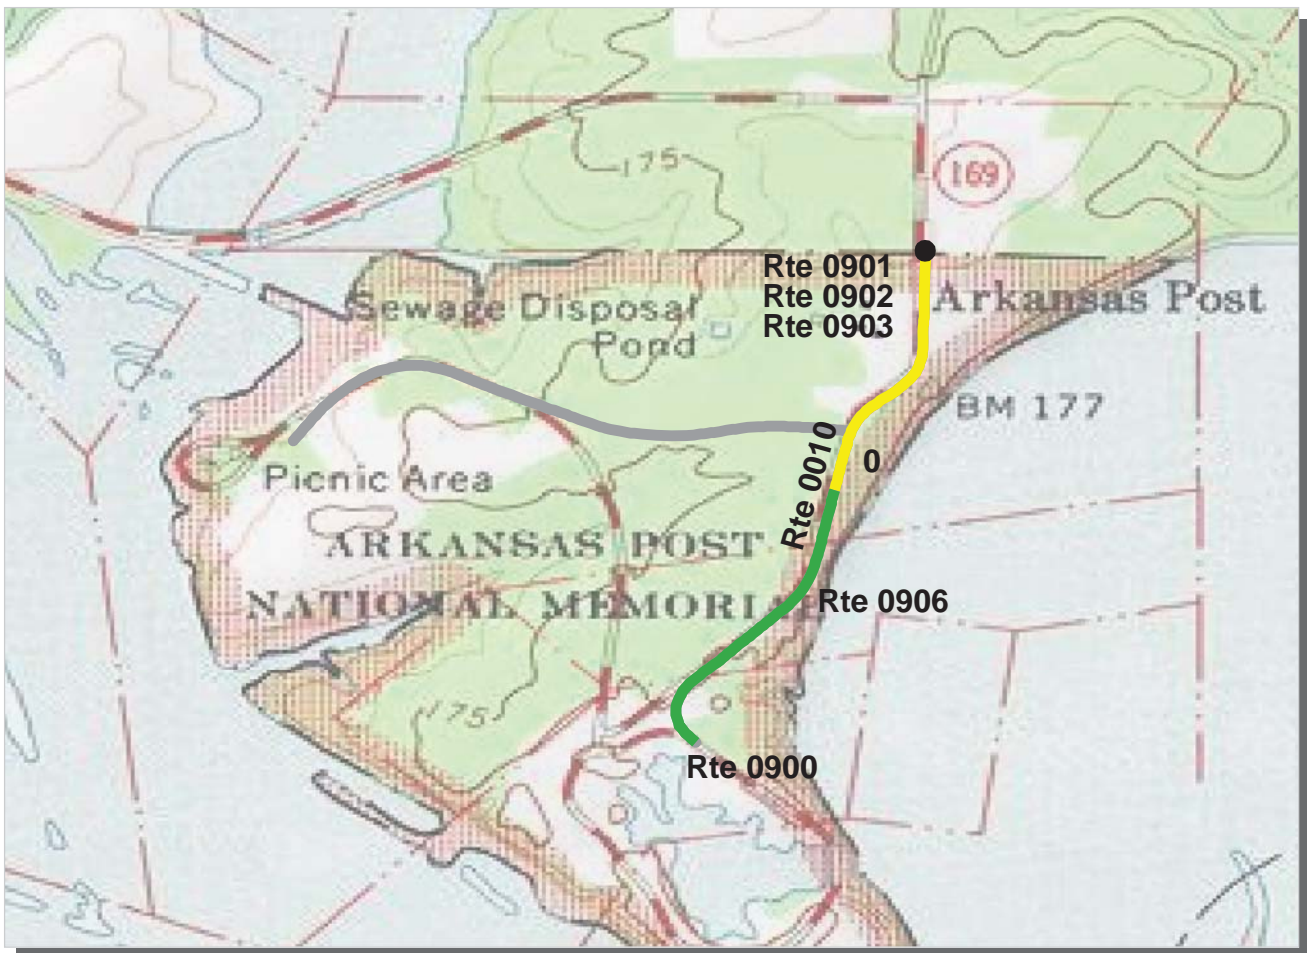 175
169
Rte 0901
Rte 0902
Rte 0903
Arkansas Post
Sewage Disposal
Pond
BM 177
Rte 0010
0
Picnic Area
ARKANSAS POST
NATIONAL MEMORIAL
Rte 0906
175
Rte 0900